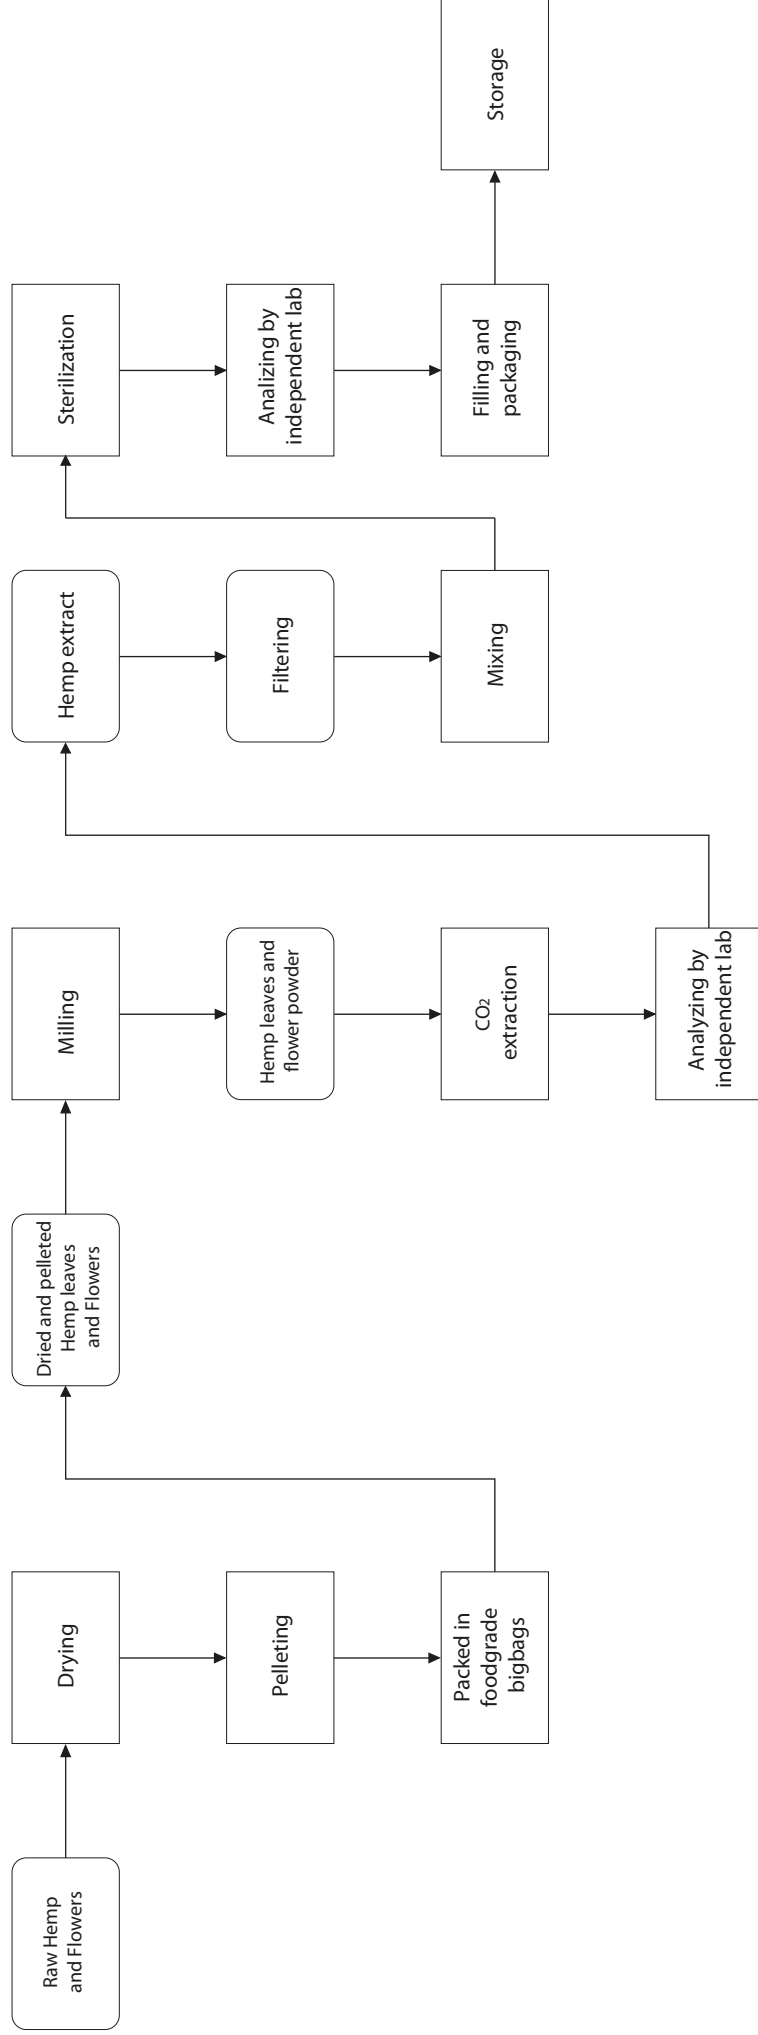 Raw Hemp
and Flowers
Drying
Pelleting
Packed in
foodgrade
bigbags
Dried and pelleted
Hemp leaves
and Flowers
Milling
Hemp leaves and
flower powder
CO2
extraction
Analyzing by
independent lab
Hemp extract
Filtering
Mixing
Sterilization
Analizing by
independent lab
Filling and
packaging
Storage